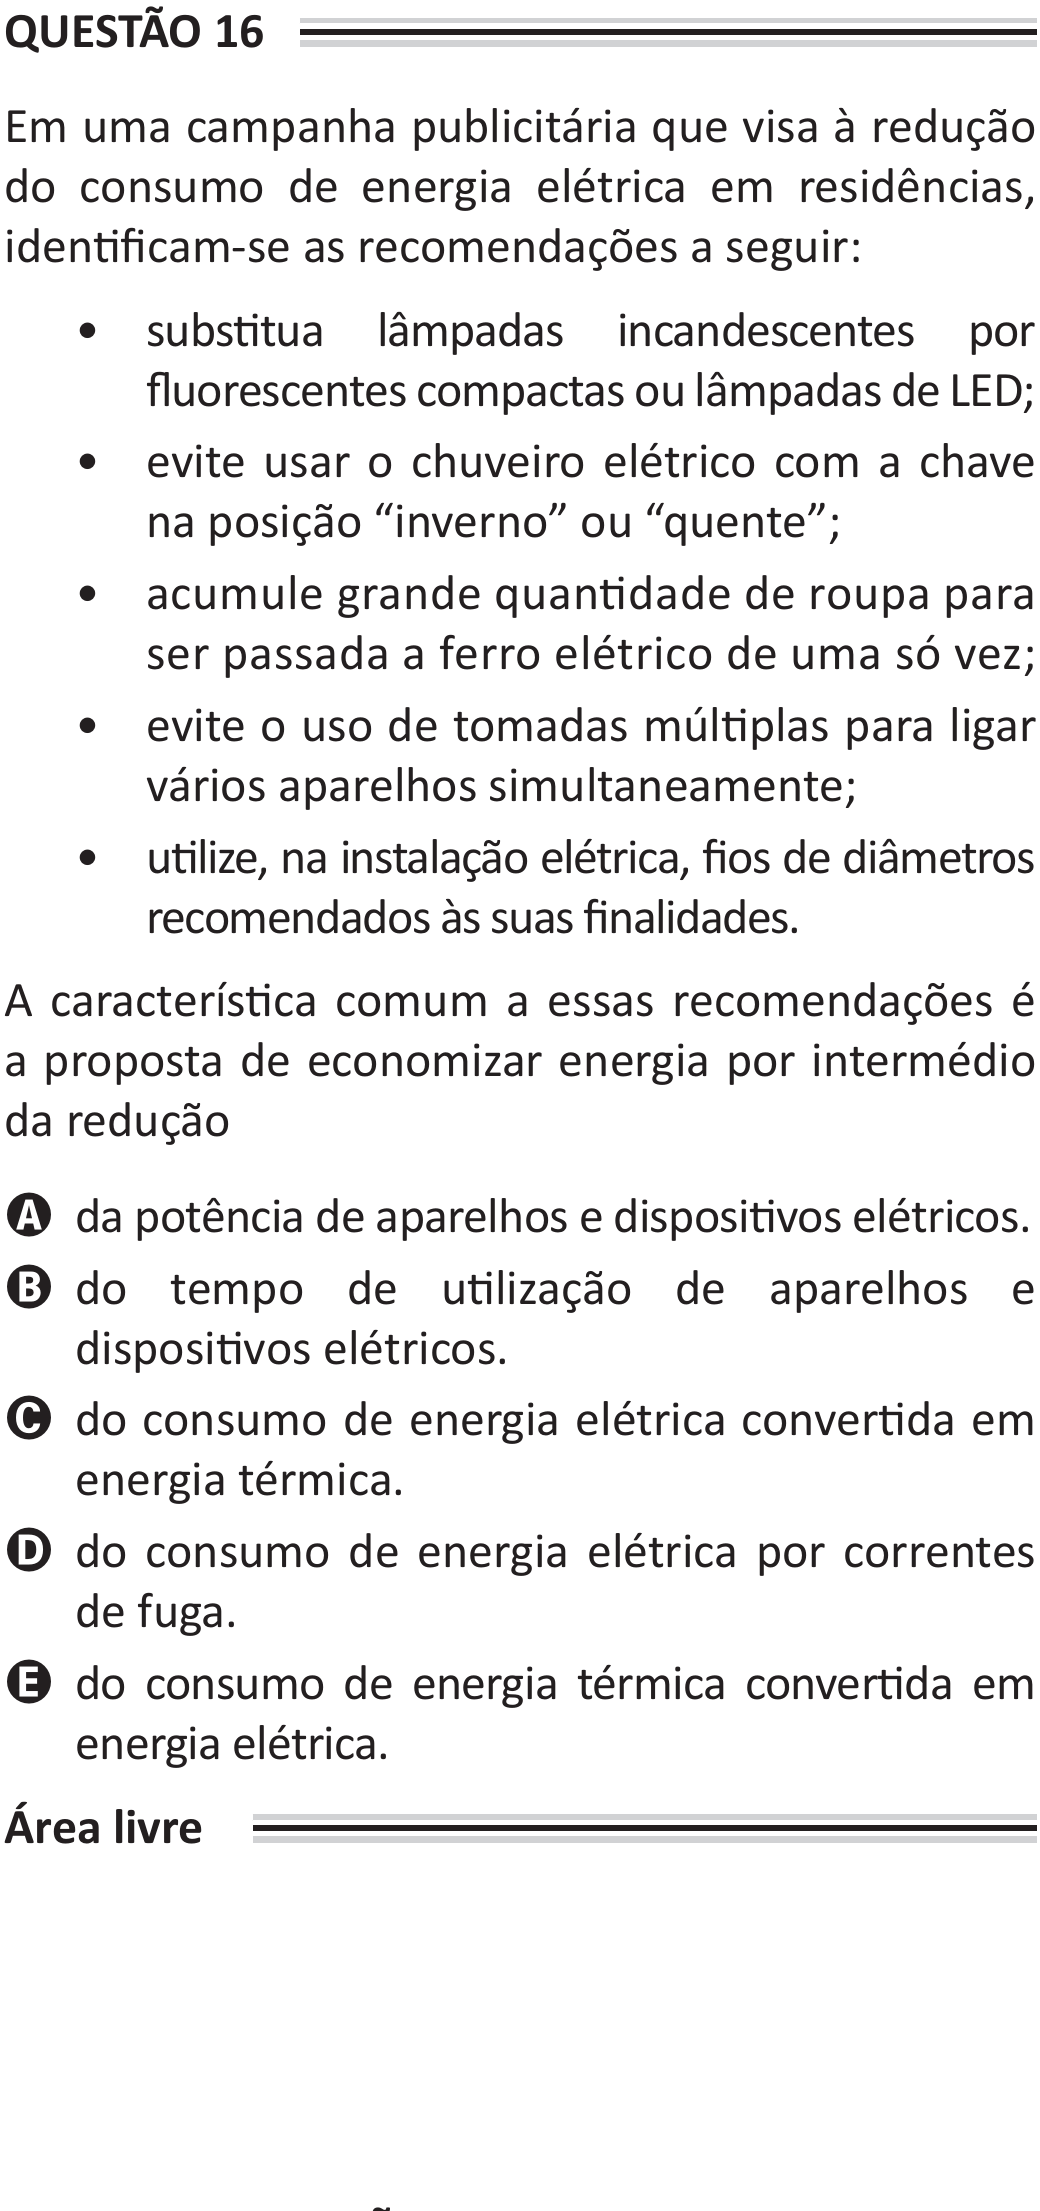 QUESTÃO 16
Em uma campanha publicitária que visa à redução
do consumo de energia elétrica em residências,
identificam-se as recomendações a seguir:
• substitua lâmpadas incandescentes por
fluorescentes compactas ou lâmpadas de LED;
• evite usar o chuveiro elétrico com a chave
na posição “inverno” ou “quente”;
• acumule grande quantidade de roupa para
ser passada a ferro elétrico de uma só vez;
• evite o uso de tomadas múltiplas para ligar
vários aparelhos simultaneamente;
• utilize, na instalação elétrica, fios de diâmetros
recomendados às suas finalidades.
A característica comum a essas recomendações é
a proposta de economizar energia por intermédio
da redução
A da potência de aparelhos e dispositivos elétricos.
B do tempo de utilização de aparelhos e
dispositivos elétricos.
C do consumo de energia elétrica convertida em
energia térmica.
D do consumo de energia elétrica por correntes
de fuga.
E do consumo de energia térmica convertida em
energia elétrica.
Área livre